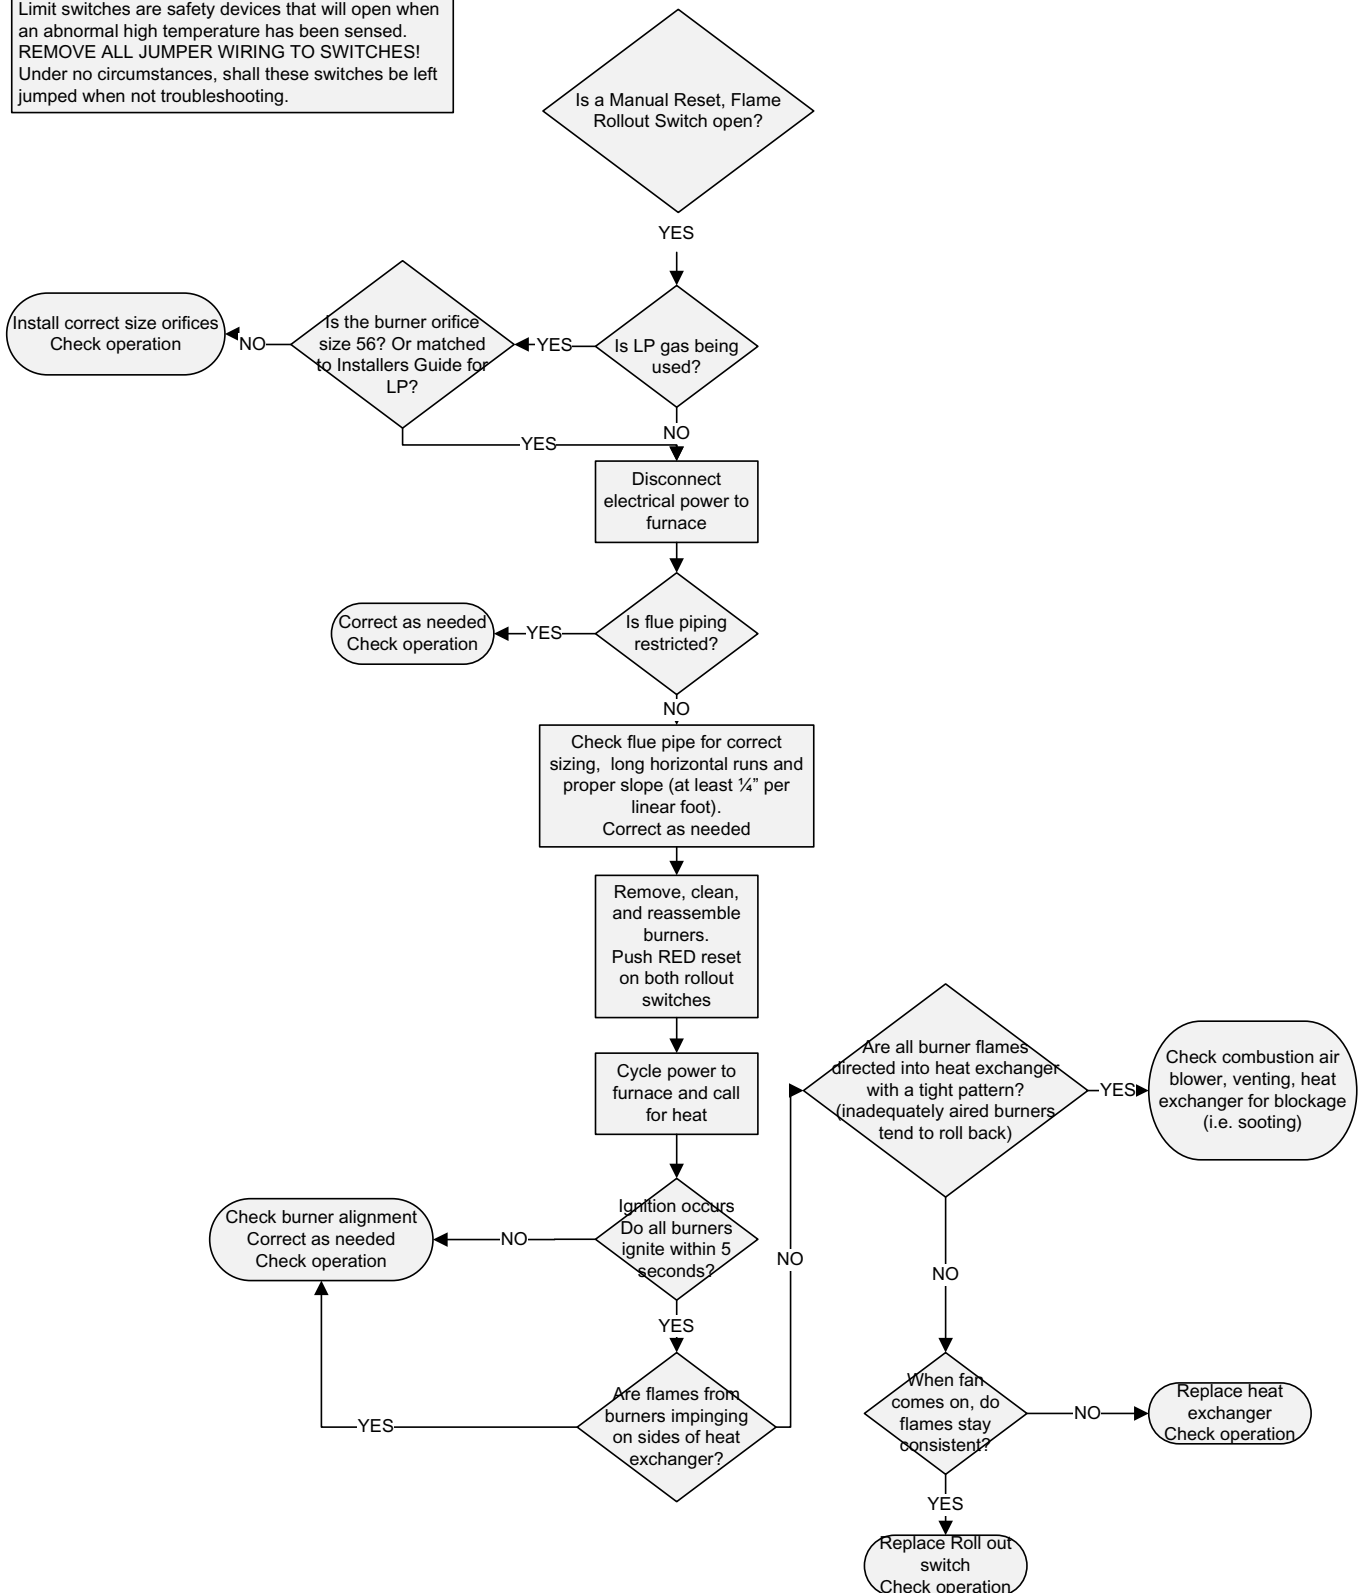 Limit switches are safety devices that will open when
an abnormal high temperature has been sensed.
REMOVE ALL JUMPER WIRING TO SWITCHES!
Under no circumstances, shall these switches be left
jumped when not troubleshooting.
Is a Manual Reset, Flame
Rollout Switch open?
YES
Install correct size orifices
Check operation
NO
Is the burner orifice
size 56? Or matched
to Installers Guide for
LP?
YES
Is LP gas being
used?
NO
YES
Disconnect
electrical power to
furnace
Correct as needed
Check operation
YES
Is flue piping
restricted?
NO
Check flue pipe for correct
sizing,  long horizontal runs and
proper slope (at least ¼” per
linear foot).
Correct as needed
Remove, clean,
and reassemble
burners.
Push RED reset
on both rollout
switches
Cycle power to
furnace and call
for heat
Ignition occurs
Do all burners
ignite within 5
seconds?
NO
Check burner alignment
Correct as needed
Check operation
YES
Are flames from
burners impinging
on sides of heat
exchanger?
YES
NO
Are all burner flames
directed into heat exchanger
with a tight pattern?
(inadequately aired burners
tend to roll back)
YES
Check combustion air
blower, venting, heat
exchanger for blockage
(i.e. sooting)
NO
When fan
comes on, do
flames stay
consistent?
NO
Replace heat
exchanger
Check operation
YES
Replace Roll out
switch
Check operation